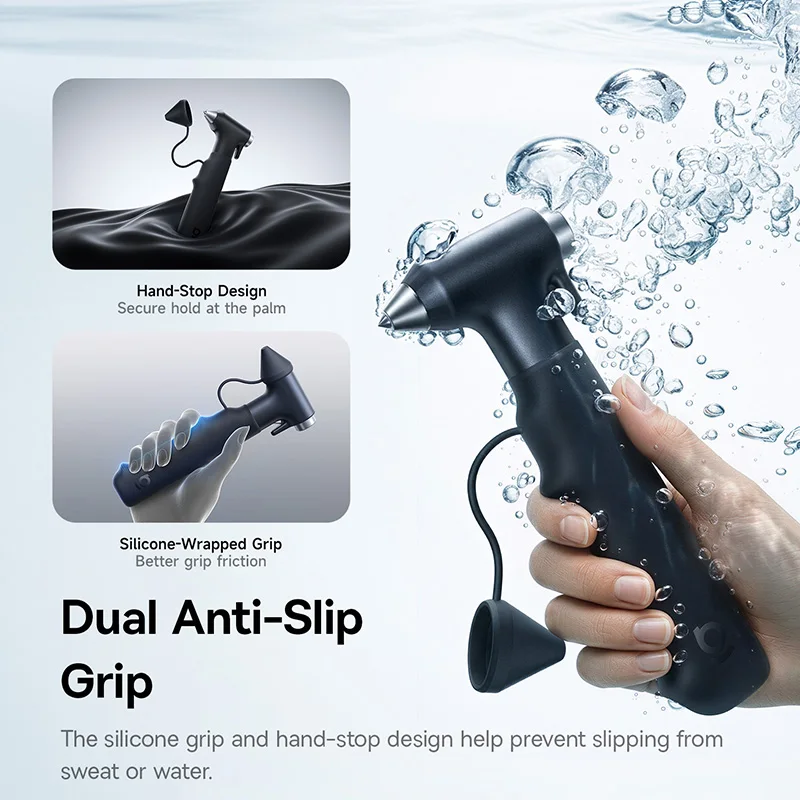 Hand-Stop Design
Secure hold at the palm
Silicone-Wrapped Grip
Better grip friction
Dual Anti-Slip
Grip
The silicone grip and hand-stop design help prevent slipping from
sweat or water.